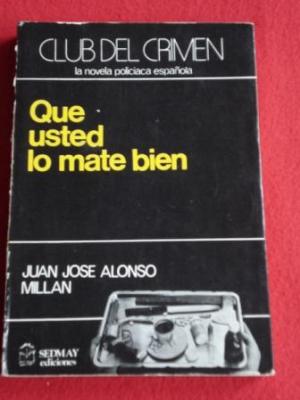 CLUB DEL CRIMEN
la novela policiaca española
Que
usted
lo mate bien
JUAN JOSE ALONSO
MILLAN
SEDMAY
ediciones